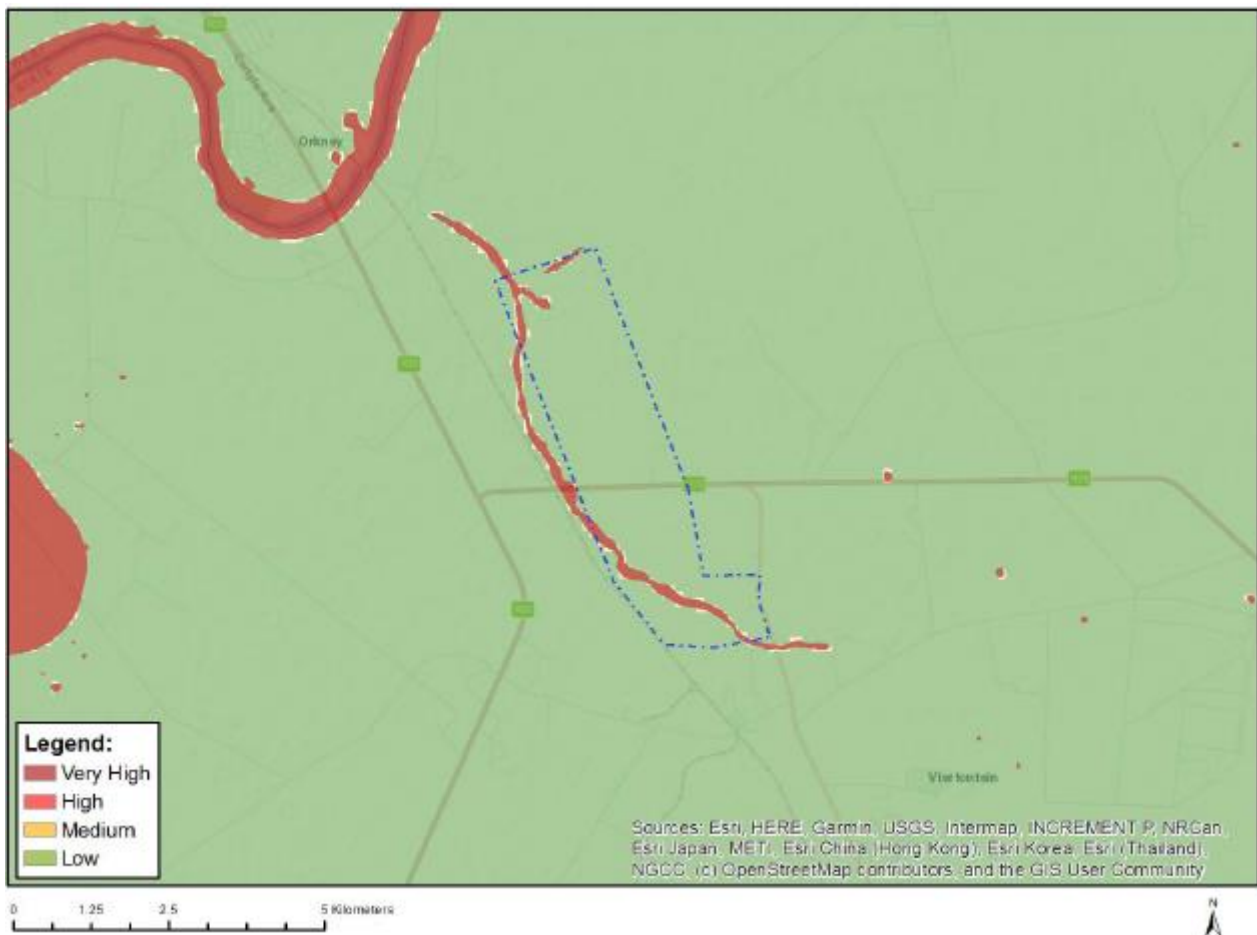 Orkney
Legend:
Very High
High
Medium
Low
Sources: Esri, HERE, Garmin, USGS, Intermap, INCREMENT P, NRCan,
Esri Japan, METI, Esri China (Hong Kong), Esri Korea, Esri (Thailand),
NGCC, (c) OpenStreetMap contributors, and the GIS User Community
0 1.25 2.5 5 Kilometers
N